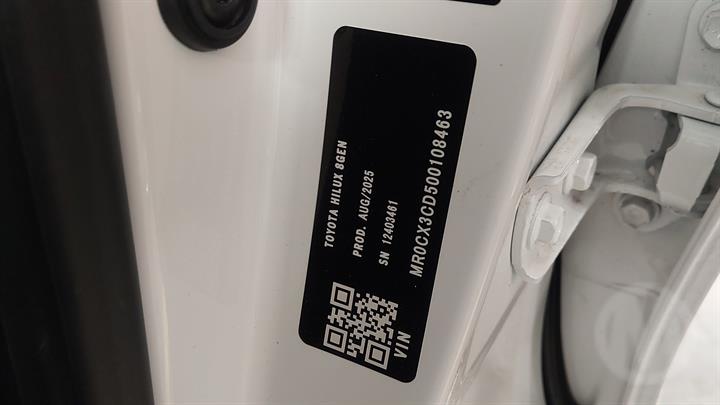 TOYOTA HILUX 8GEN
PROD. AUG/2025
SN 12403461
VIN MR0CX3CD500108463